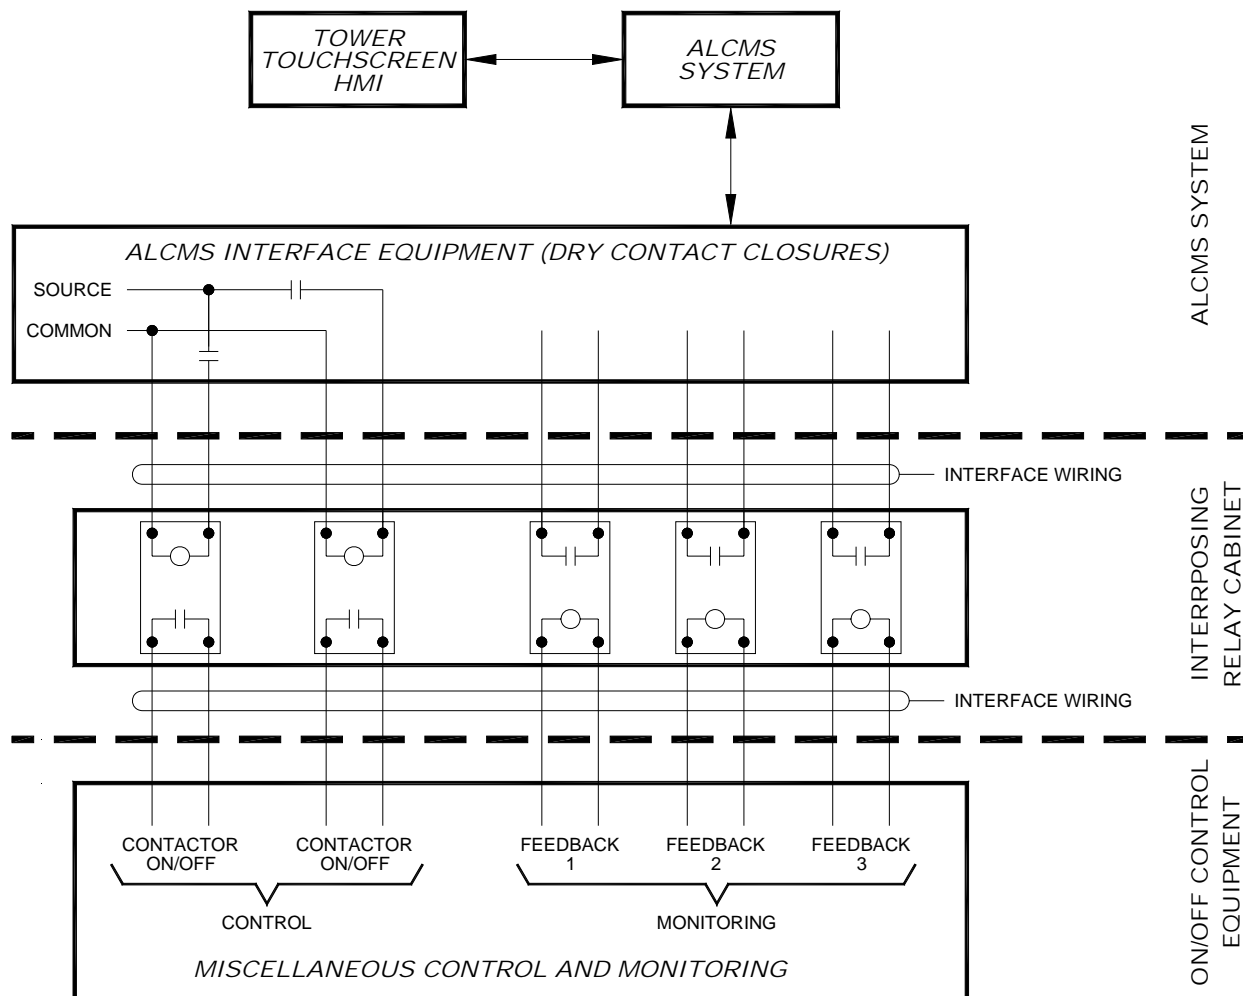 TOWER
TOUCHSCREEN
HMI
ALCMS
SYSTEM
ALCMS SYSTEM
ALCMS INTERFACE EQUIPMENT (DRY CONTACT CLOSURES)
SOURCE
COMMON
INTERFACE WIRING
INTERRPOSING
RELAY CABINET
INTERFACE WIRING
CONTACTOR
ON/OFF
CONTACTOR
ON/OFF
FEEDBACK
1
FEEDBACK
2
FEEDBACK
3
CONTROL
MONITORING
ON/OFF CONTROL
EQUIPMENT
MISCELLANEOUS CONTROL AND MONITORING